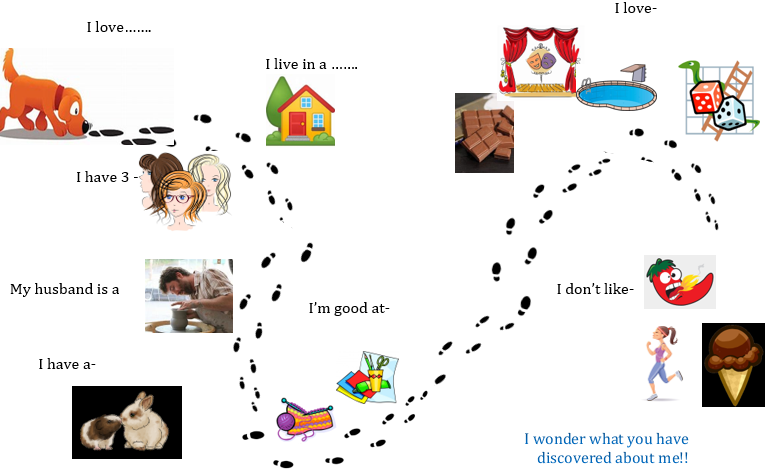 I love…….
I live in a …….
I have 3 -
My husband is a
I have a-
I’m good at-
I love-
I don’t like-
I wonder what you have
discovered about me!!